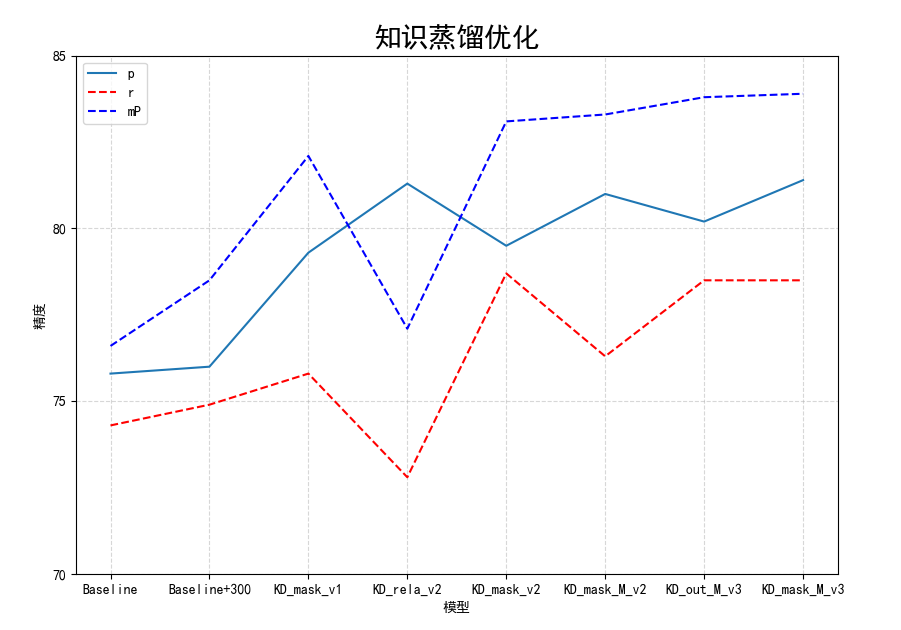 知识蒸馏优化
p
r
mP
85
80
75
70
精度
Baseline
Baseline+300
KD_mask_v1
KD_rela_v2
KD_mask_v2
KD_mask_M_v2
KD_out_M_v3
KD_mask_M_v3
模型